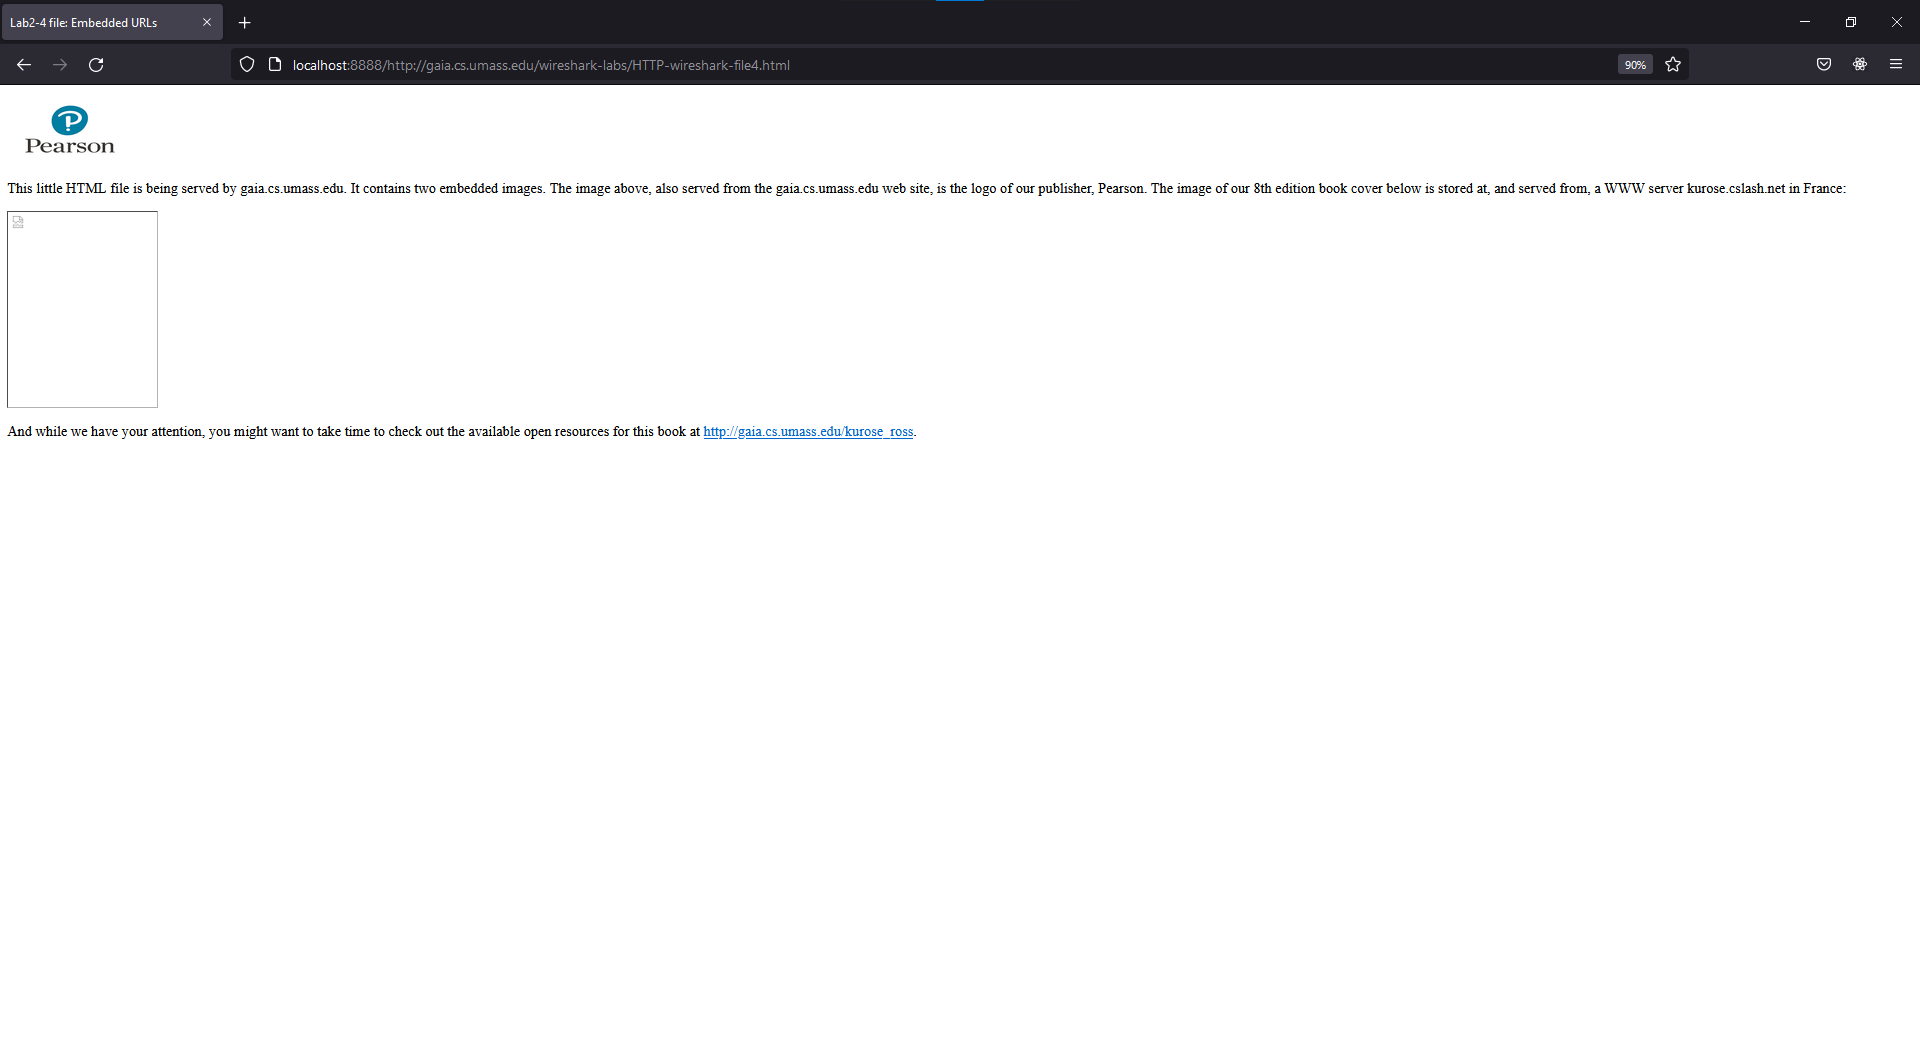 Lab2-4 file: Embedded URLs
localhost:8888/http://gaia.cs.umass.edu/wireshark-labs/HTTP-wireshark-file4.html
90%
Pearson
This little HTML file is being served by gaia.cs.umass.edu. It contains two embedded images. The image above, also served from the gaia.cs.umass.edu web site, is the logo of our publisher, Pearson. The image of our 8th edition book cover below is stored at, and served from, a WWW server kurose.cslash.net in France:
And while we have your attention, you might want to take time to check out the available open resources for this book at http://gaia.cs.umass.edu/kurose_ross.